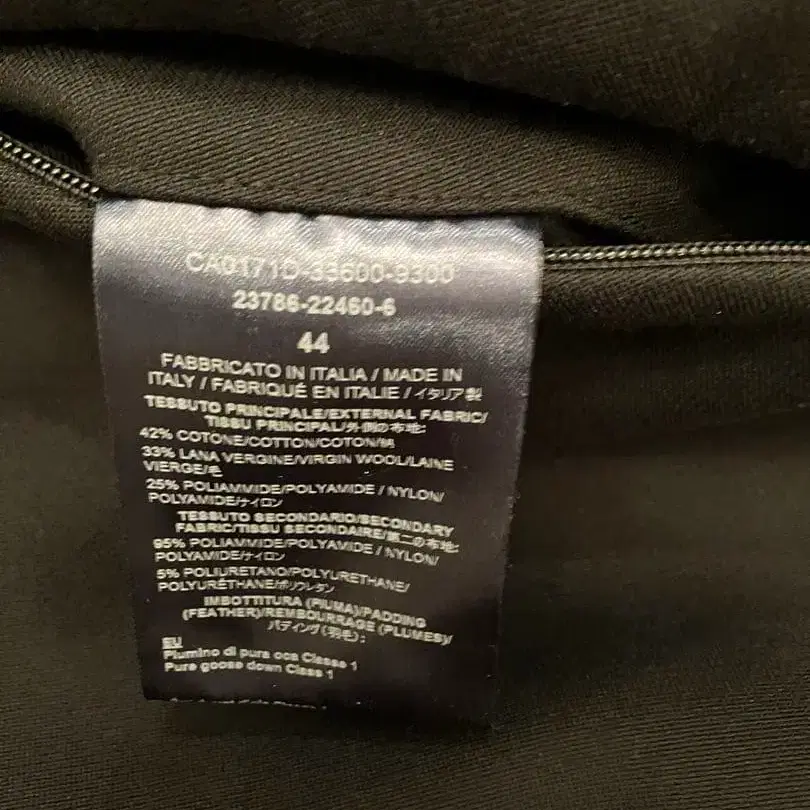 CA0171D-33600-9300
23786-22460-6
44
FABBRICATO IN ITALIA / MADE IN
ITALY / FABRIQUÉ EN ITALIE / イタリア製
TESSUTO PRINCIPALE/EXTERNAL FABRIC/
TISSU PRINCIPAL/外側の布地:
42% COTONE/COTTON/COTON/綿
33% LANA VERGINE/VIRGIN WOOL/LAINE
VIERGE/毛
25% POLIAMMIDE/POLYAMIDE / NYLON/
POLYAMIDE/ナイロン
TESSUTO SECONDARIO/SECONDARY
FABRIC/TISSU SECONDAIRE/第二の布地:
95% POLIAMMIDE/POLYAMIDE / NYLON/
POLYAMIDE/ナイロン
5% POLIURETANO/POLYURETHANE/
POLYURÉTHANE/ポリウレタン
IMBOTTITURA (PIUMA)/PADDING
(FEATHER)/REMBOURRAGE (PLUMES)/
パディング(羽毛):
EU
Piumino di pura oca Classe 1
Pure goose down Class 1